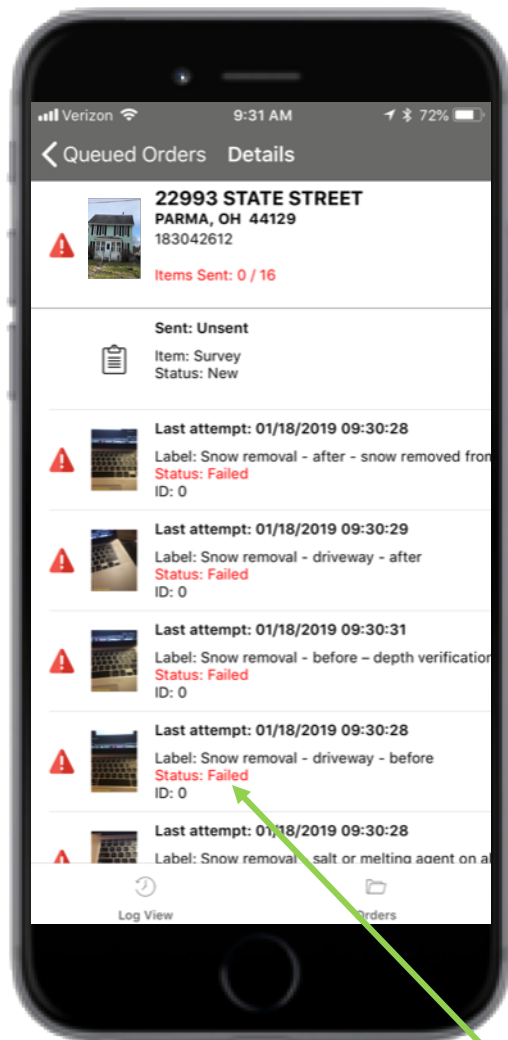 Verizon 9:31 AM 72%
Queued Orders Details
22993 STATE STREET
PARMA, OH 44129
183042612
Items Sent: 0 / 16
Sent: Unsent
Item: Survey
Status: New
Last attempt: 01/18/2019 09:30:28
Label: Snow removal - after - snow removed from
Status: Failed
ID: 0
Last attempt: 01/18/2019 09:30:29
Label: Snow removal - driveway - after
Status: Failed
ID: 0
Last attempt: 01/18/2019 09:30:31
Label: Snow removal - before – depth verification
Status: Failed
ID: 0
Last attempt: 01/18/2019 09:30:28
Label: Snow removal - driveway - before
Status: Failed
ID: 0
Last attempt: 01/18/2019 09:30:28
Label: Snow removal - salt or melting agent on al
Log View Orders